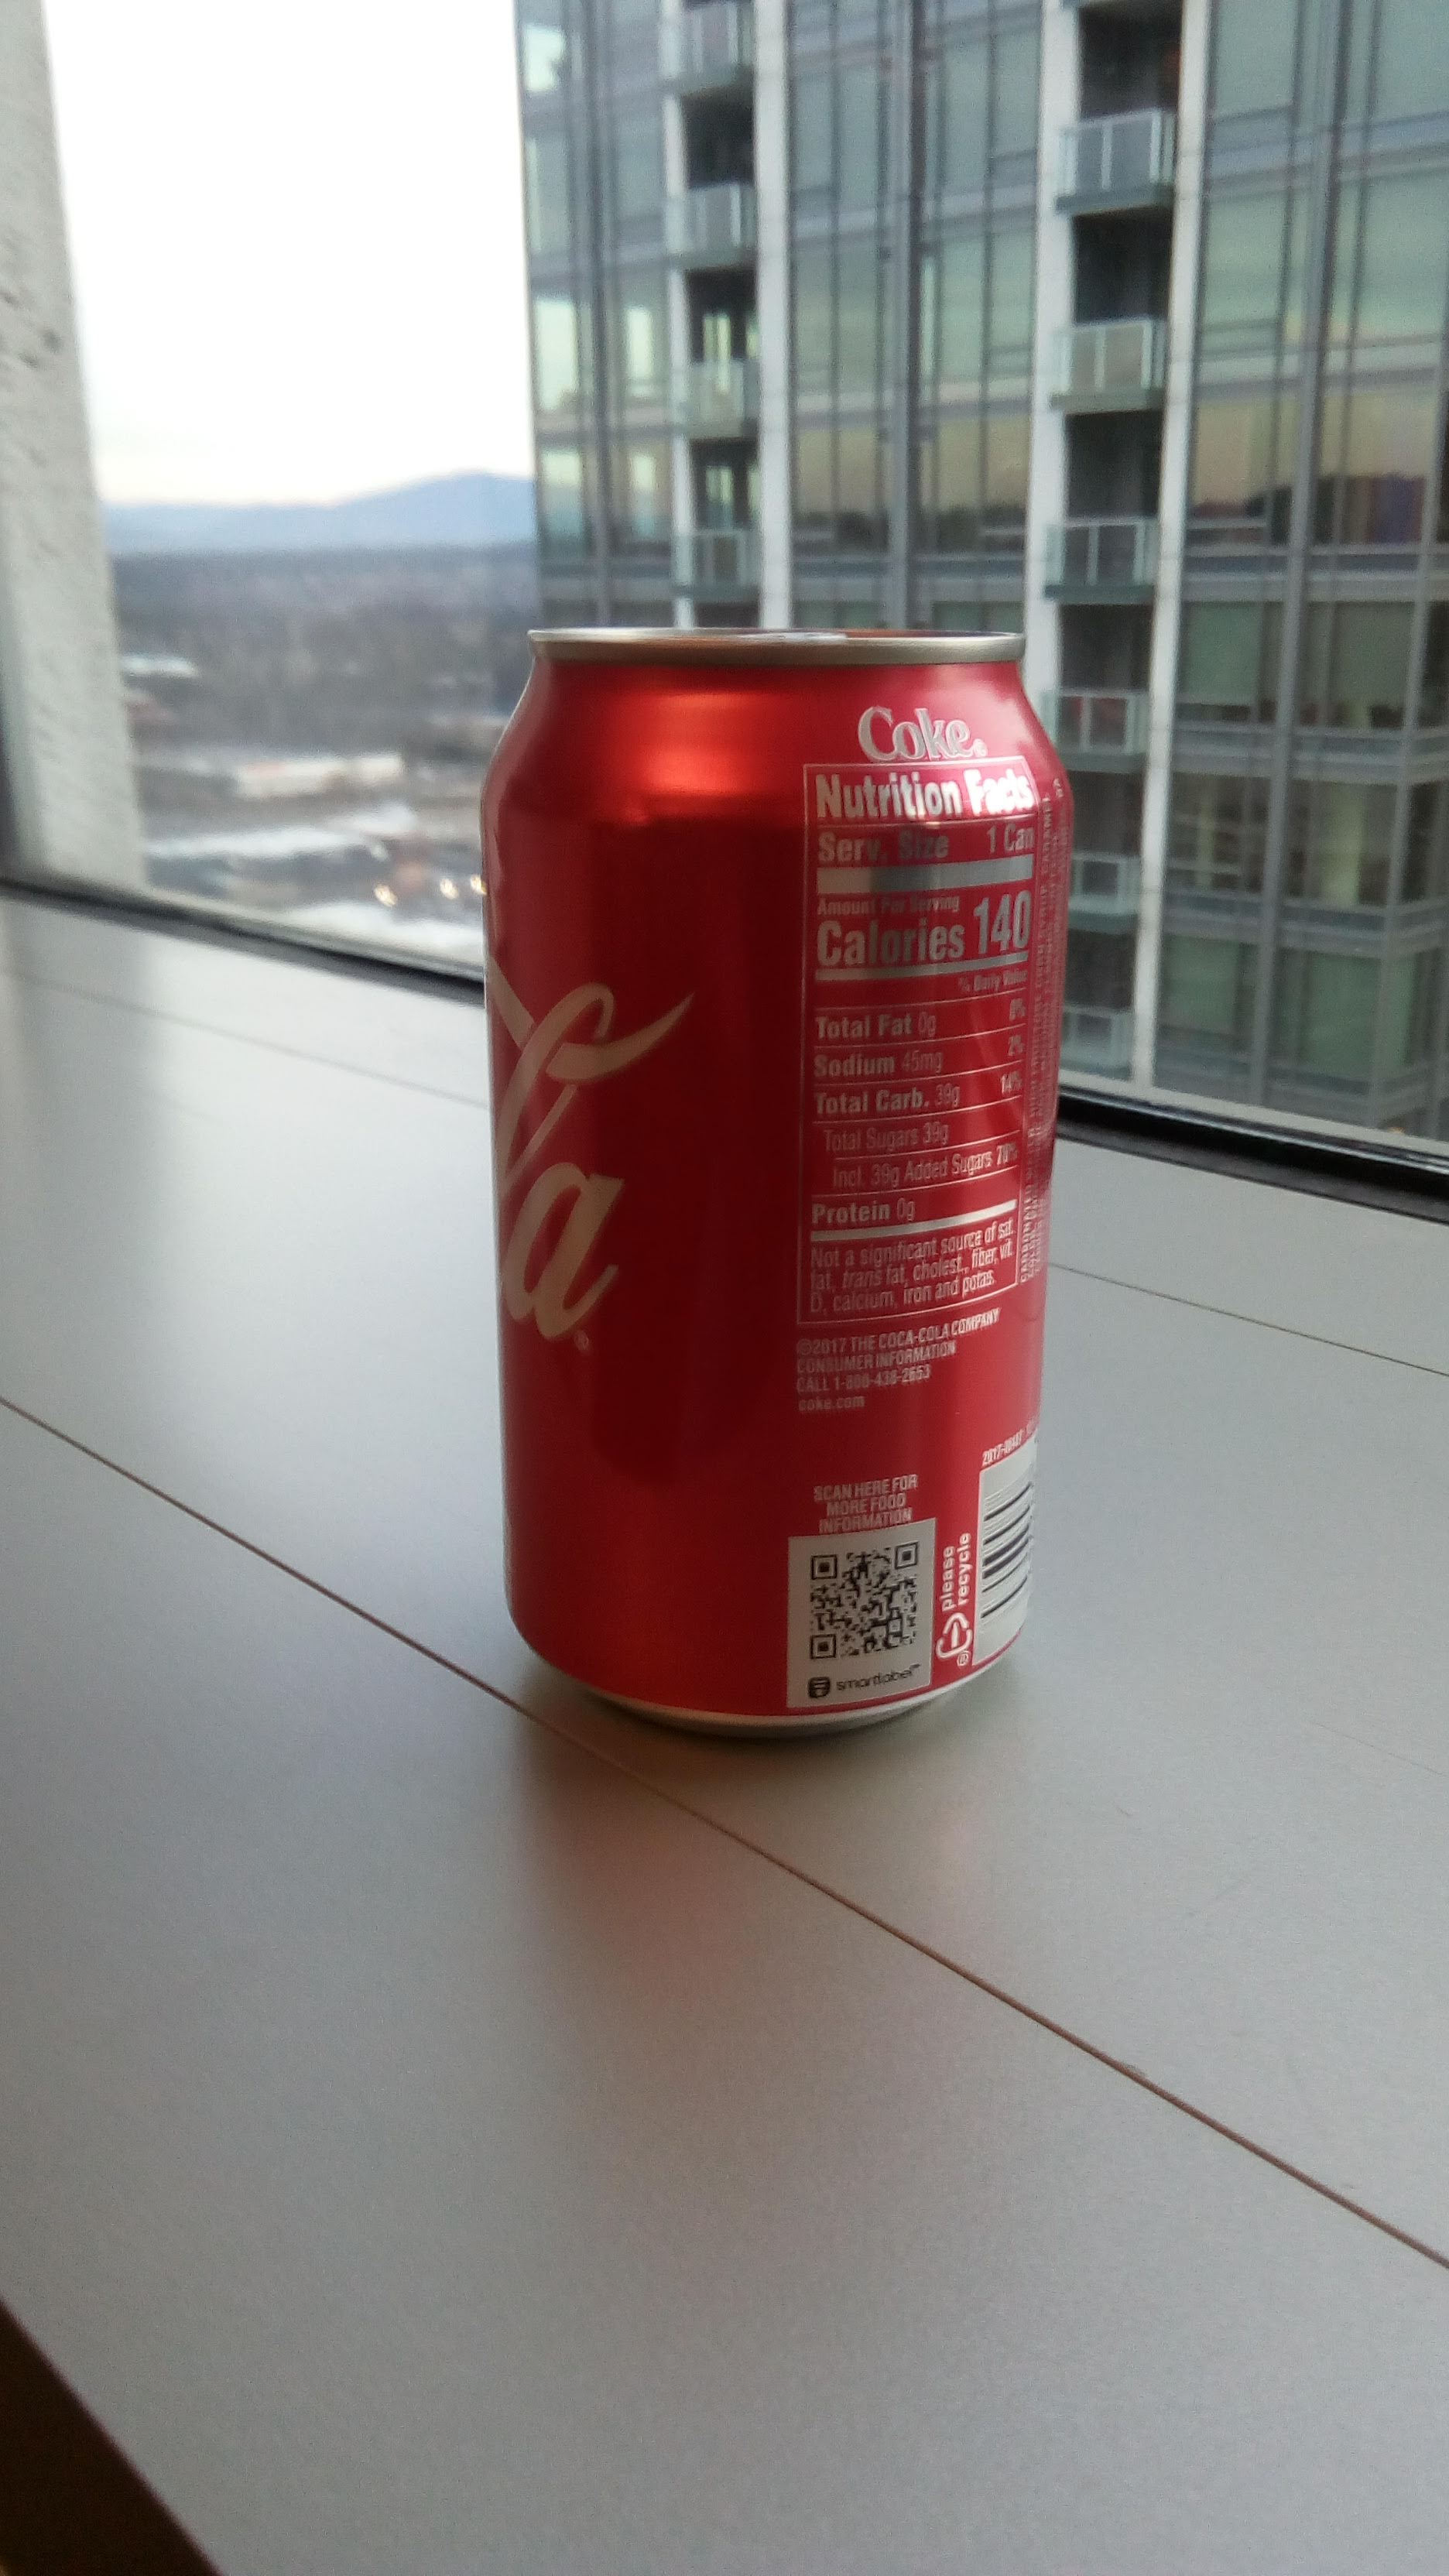 la
Coke®
Nutrition Facts
Serv. Size 1 Can
Amount Per Serving
Calories 140
% Daily Value
Total Fat 0g 0%
Sodium 45mg 2%
Total Carb. 39g 14%
Total Sugars 39g
Incl. 39g Added Sugars 78%
Protein 0g
Not a significant source of sat.
fat, trans fat, cholest., fiber, vit.
D, calcium, iron and potas.
©2017 THE COCA-COLA COMPANY
CONSUMER INFORMATION
CALL 1-800-438-2653
coke.com
SCAN HERE FOR
MORE FOOD
INFORMATION
smartlabel™
please
recycle